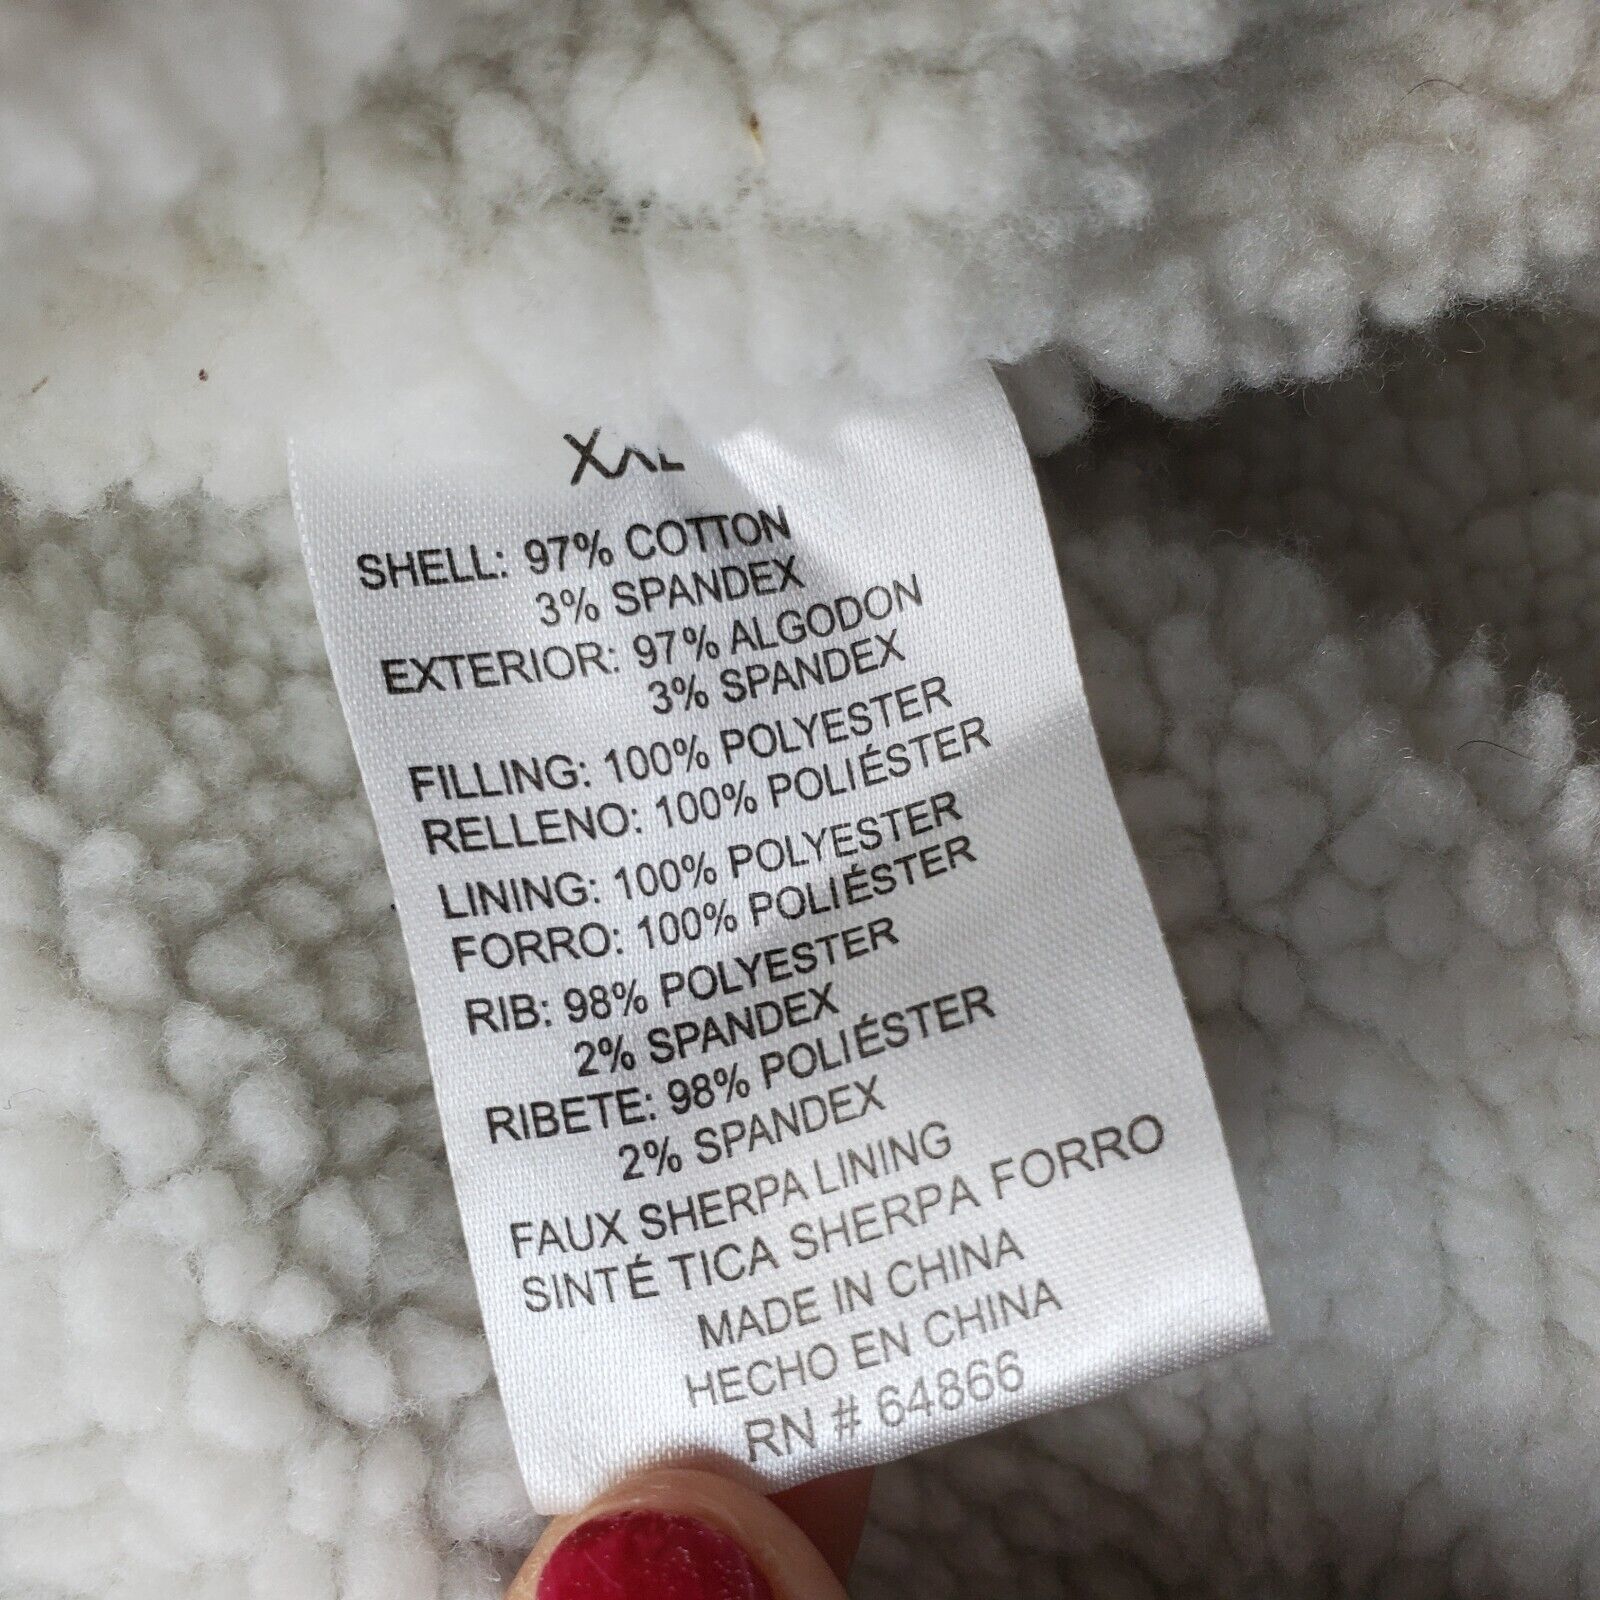 XXL
SHELL: 97% COTTON
3% SPANDEX
EXTERIOR: 97% ALGODON
3% SPANDEX
FILLING: 100% POLYESTER
RELLENO: 100% POLIÉSTER
LINING: 100% POLYESTER
FORRO: 100% POLIÉSTER
RIB: 98% POLYESTER
2% SPANDEX
RIBETE: 98% POLIÉSTER
2% SPANDEX
FAUX SHERPA LINING
SINTÉ TICA SHERPA FORRO
MADE IN CHINA
HECHO EN CHINA
RN # 64866